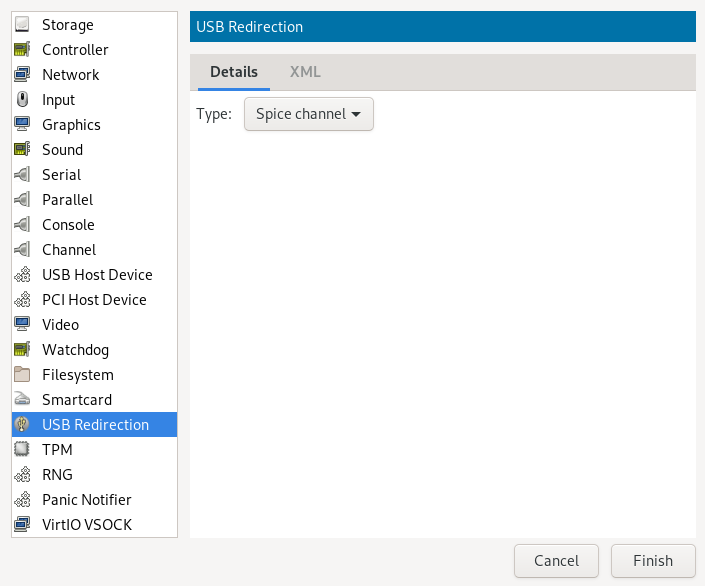 Storage
Controller
Network
Input
Graphics
Sound
Serial
Parallel
Console
Channel
USB Host Device
PCI Host Device
Video
Watchdog
Filesystem
Smartcard
USB Redirection
TPM
RNG
Panic Notifier
VirtIO VSOCK
USB Redirection
Details XML
Type: Spice channel
Cancel Finish